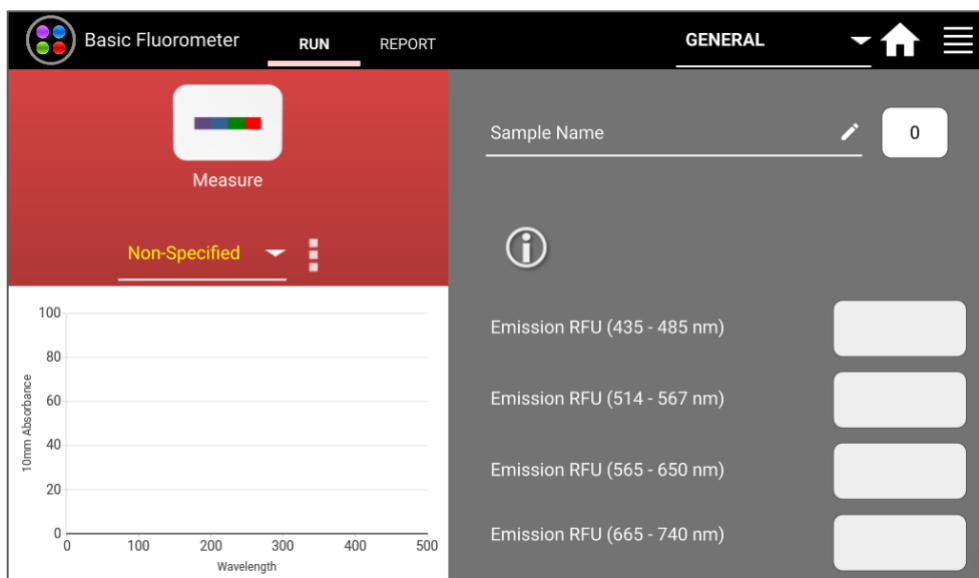 Basic Fluorometer RUN REPORT GENERAL
Measure
Non-Specified
100
80
60
40
20
0
10mm Absorbance
0 100 200 300 400 500
Wavelength
Sample Name 0
Emission RFU (435 - 485 nm)
Emission RFU (514 - 567 nm)
Emission RFU (565 - 650 nm)
Emission RFU (665 - 740 nm)